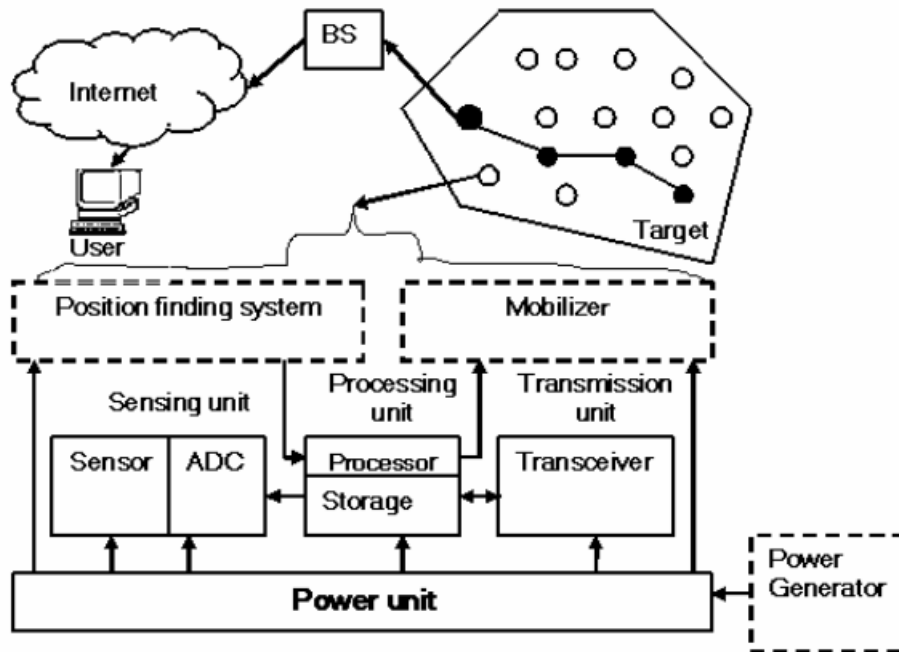 BS
Internet
User
Target
Position finding system
Mobilizer
Sensing unit
Processing
unit
Transmission
unit
Sensor
ADC
Processor
Storage
Transceiver
Power unit
Power
Generator